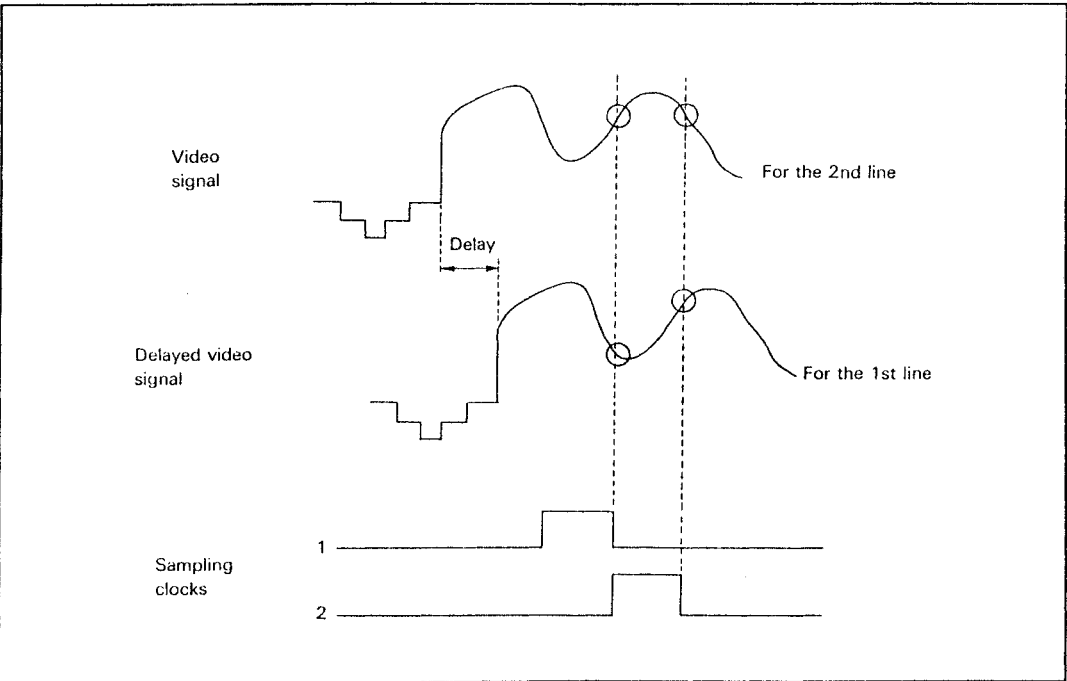 Video
signal
For the 2nd line
Delay
Delayed video
signal
For the 1st line
Sampling
clocks
1
2